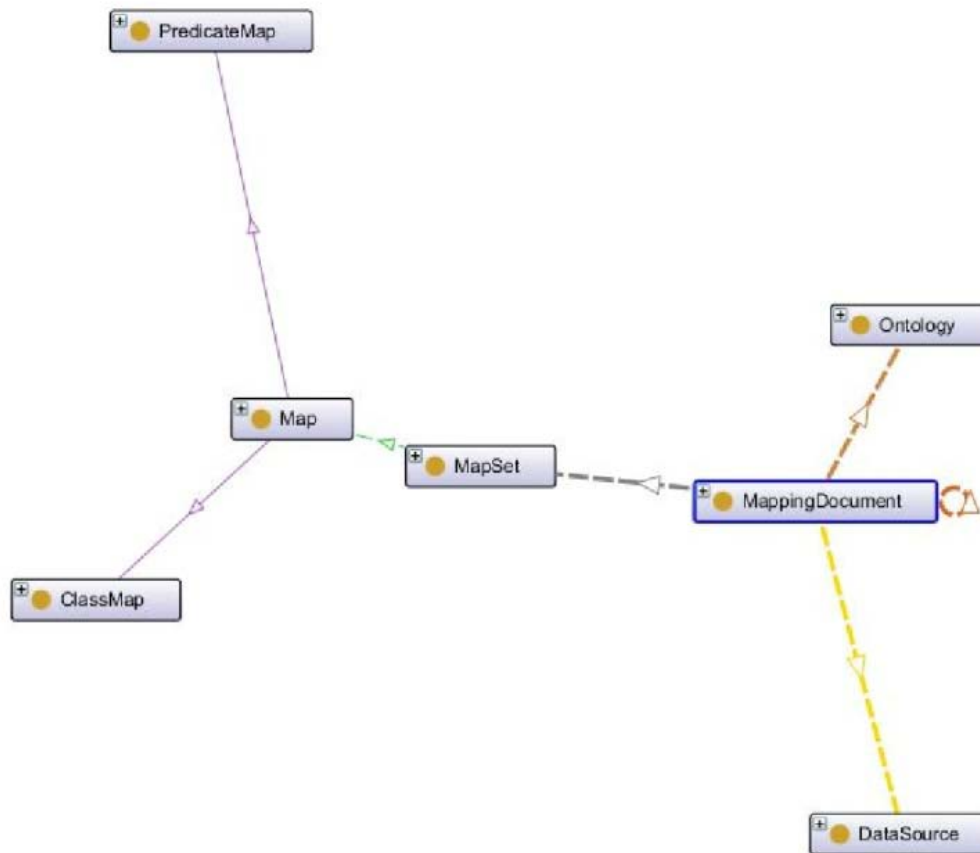 PredicateMap
Ontology
Map
MapSet
MappingDocument
ClassMap
DataSource